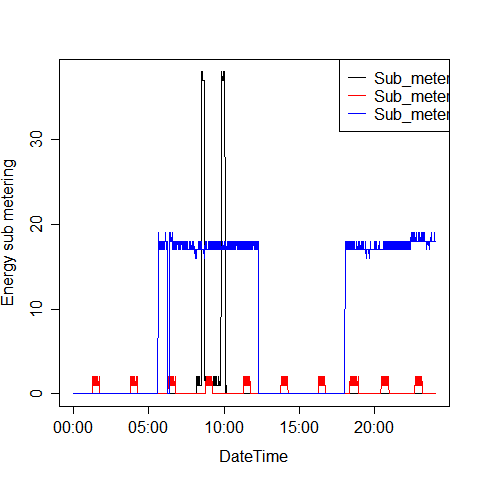 Sub_meter
Sub_meter
Sub_meter
Energy sub metering
30
20
10
0
00:00 05:00 10:00 15:00 20:00
DateTime